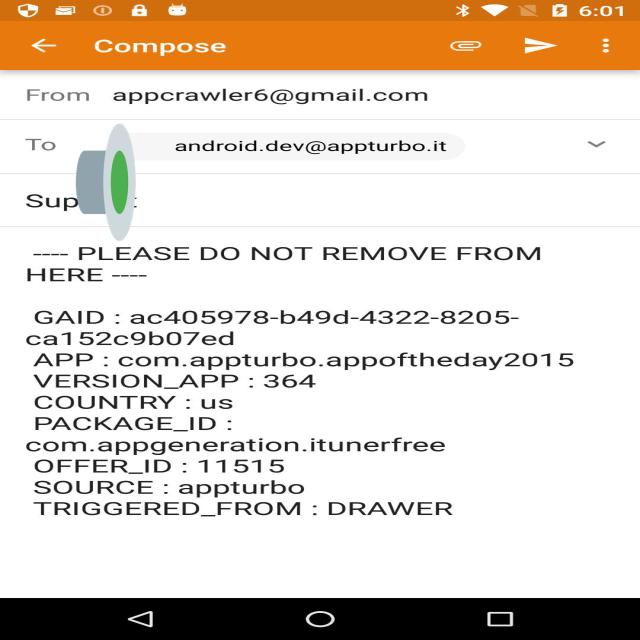 6:01
Compose
From appcrawler6@gmail.com
To android.dev@appturbo.it
---- PLEASE DO NOT REMOVE FROM
HERE ----
GAID : ac405978-b49d-4322-8205-
ca152c9b07ed
APP : com.appturbo.appoftheday2015
VERSION_APP : 364
COUNTRY : us
PACKAGE_ID :
com.appgeneration.itunerfree
OFFER_ID : 11515
SOURCE : appturbo
TRIGGERED_FROM : DRAWER